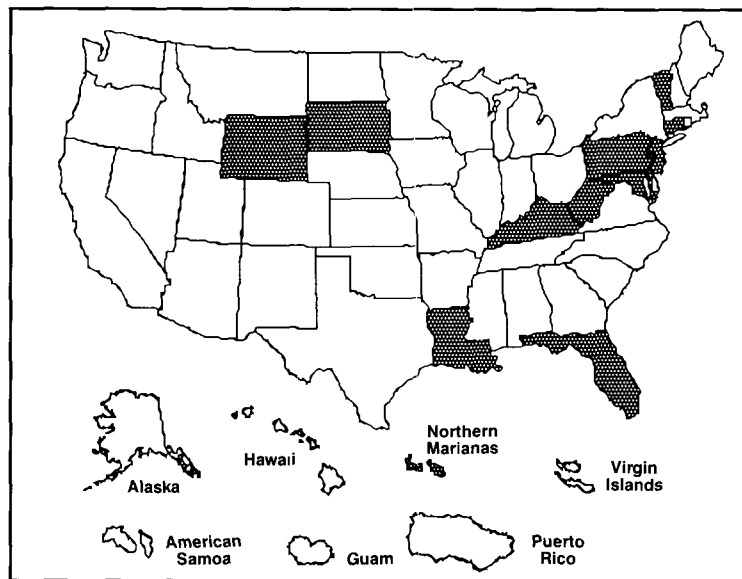 Northern
Marianas
Hawaii
Virgin
Islands
Alaska
American
Samoa
Guam
Puerto
Rico